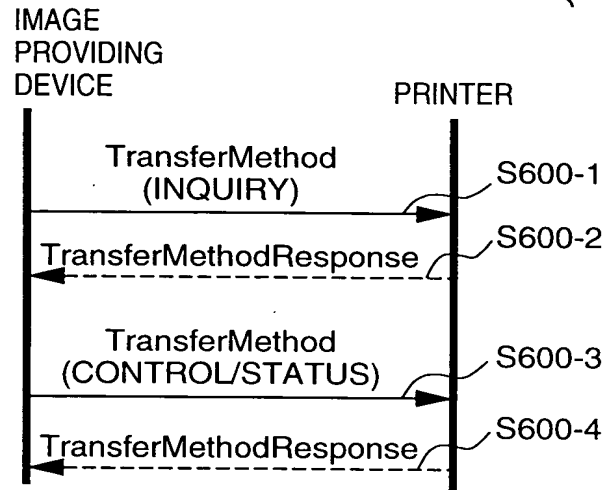 IMAGE
PROVIDING
DEVICE
PRINTER
TransferMethod
(INQUIRY)
S600-1
TransferMethodResponse
S600-2
TransferMethod
(CONTROL/STATUS)
S600-3
TransferMethodResponse
S600-4